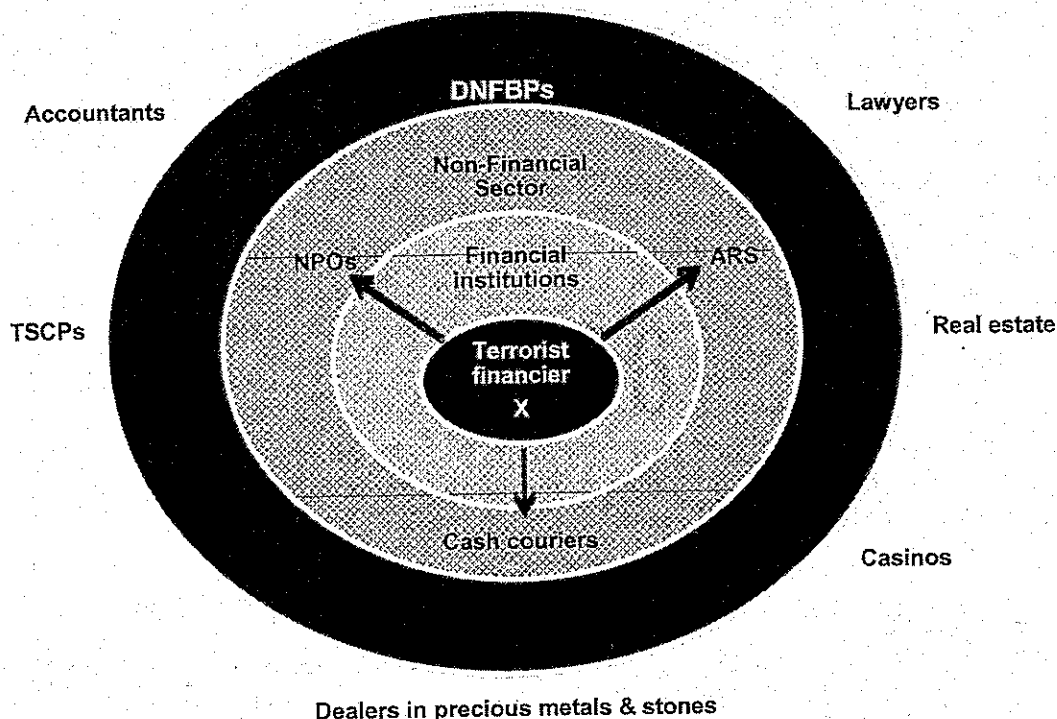 DNFBPs
Accountants
Lawyers
Non-Financial
Sector
NPOs
Financial
Institutions
ARS
TSCPs
Real estate
Terrorist
financier
X
Cash couriers
Casinos
Dealers in precious metals & stones